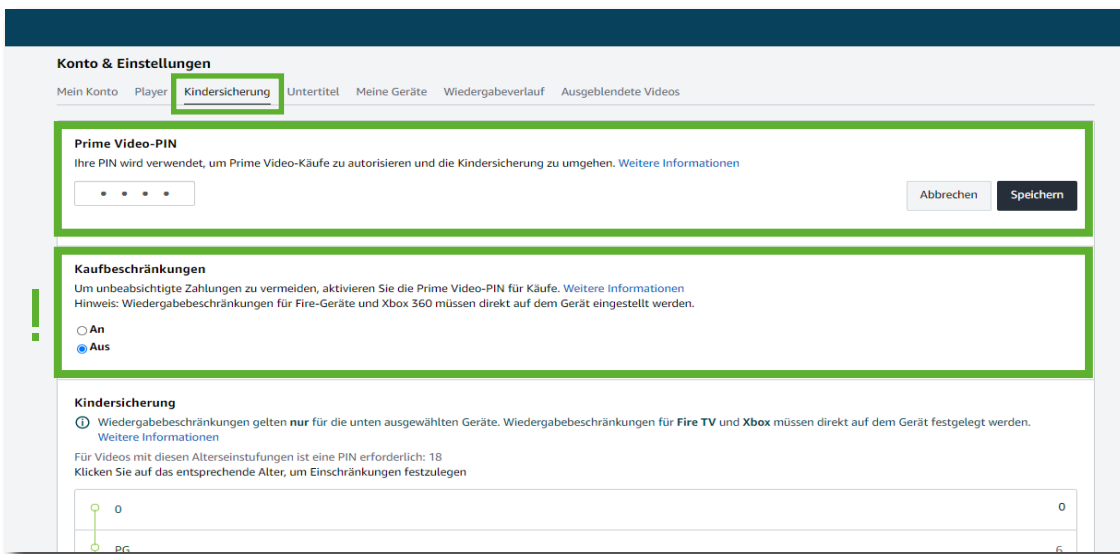 Konto & Einstellungen
Mein Konto Player Kindersicherung Untertitel Meine Geräte Wiedergabeverlauf Ausgeblendete Videos
Prime Video-PIN
Ihre PIN wird verwendet, um Prime Video-Käufe zu autorisieren und die Kindersicherung zu umgehen. Weitere Informationen
Abbrechen Speichern
Kaufbeschränkungen
Um unbeabsichtigte Zahlungen zu vermeiden, aktivieren Sie die Prime Video-PIN für Käufe. Weitere Informationen
Hinweis: Wiedergabebeschränkungen für Fire-Geräte und Xbox 360 müssen direkt auf dem Gerät eingestellt werden.
!
An
Aus
Kindersicherung
Wiedergabebeschränkungen gelten nur für die unten ausgewählten Geräte. Wiedergabebeschränkungen für Fire TV und Xbox müssen direkt auf dem Gerät festgelegt werden.
Weitere Informationen
Für Videos mit diesen Alterseinstufungen ist eine PIN erforderlich: 18
Klicken Sie auf das entsprechende Alter, um Einschränkungen festzulegen
0 0
PG 6